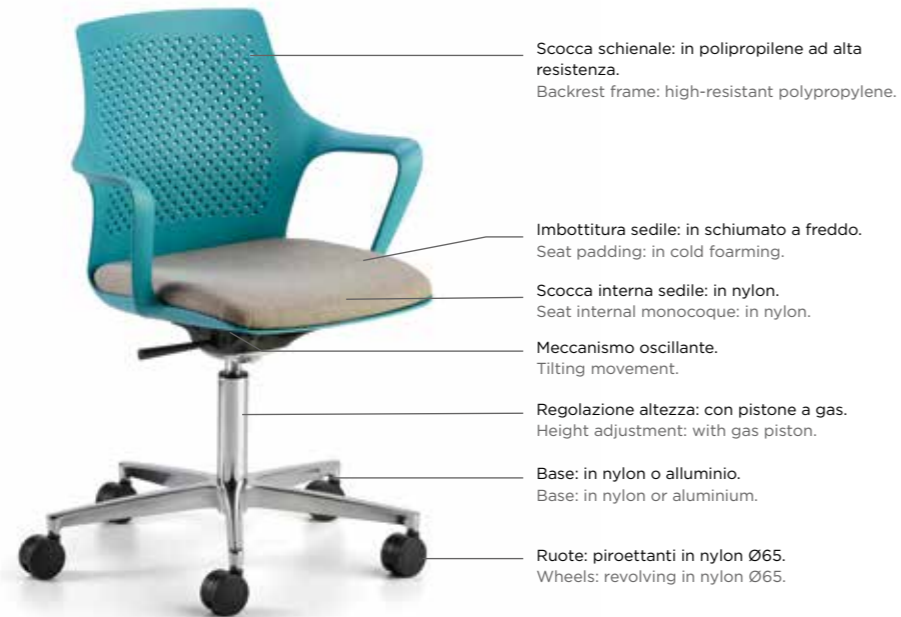 Scocca schienale: in polipropilene ad alta
resistenza.
Backrest frame: high-resistant polypropylene.
Imbottitura sedile: in schiumato a freddo.
Seat padding: in cold foarming.
Scocca interna sedile: in nylon.
Seat internal monocoque: in nylon.
Meccanismo oscillante.
Tilting movement.
Regolazione altezza: con pistone a gas.
Height adjustment: with gas piston.
Base: in nylon o alluminio.
Base: in nylon or aluminium.
Ruote: piroettanti in nylon Ø65.
Wheels: revolving in nylon Ø65.